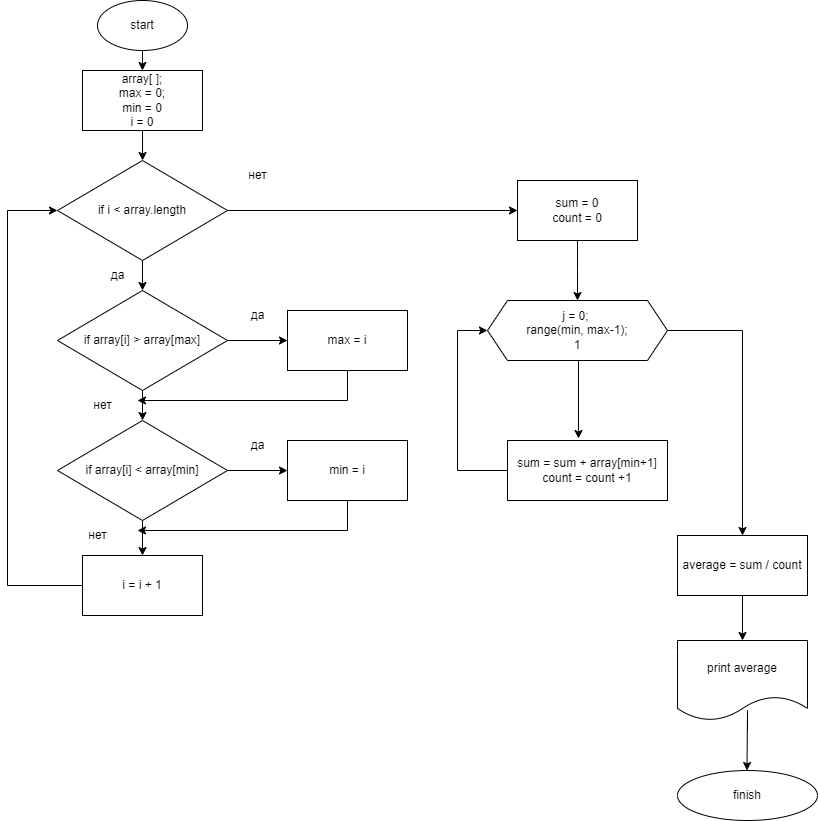 start
array[ ];
max = 0;
min = 0
i = 0
нет
if i < array.length
sum = 0
count = 0
да
if array[i] > array[max]
да
max = i
j = 0;
range(min, max-1);
1
нет
if array[i] < array[min]
да
min = i
sum = sum + array[min+1]
count = count +1
нет
i = i + 1
average = sum / count
print average
finish